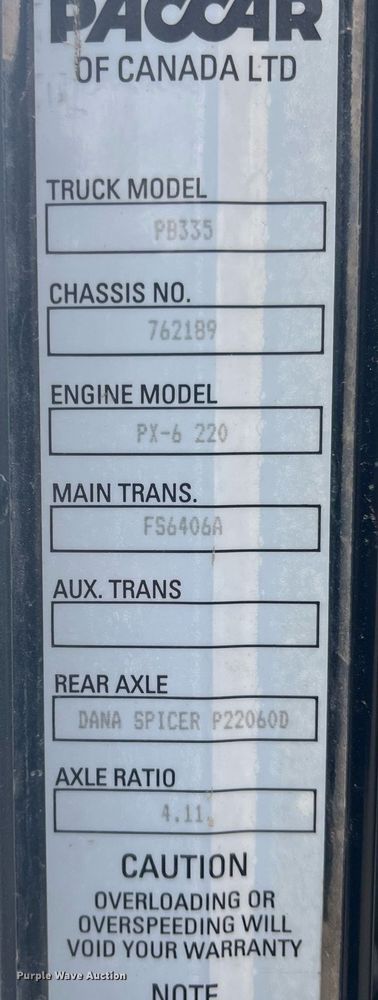 PACCAR
OF CANADA LTD
TRUCK MODEL
PB335
CHASSIS NO.
762189
ENGINE MODEL
PX-6 220
MAIN TRANS.
FS6406A
AUX. TRANS
REAR AXLE
DANA SPICER P22060D
AXLE RATIO
4.11
CAUTION
OVERLOADING OR
OVERSPEEDING WILL
VOID YOUR WARRANTY
NOTE
Purple Wave Auction